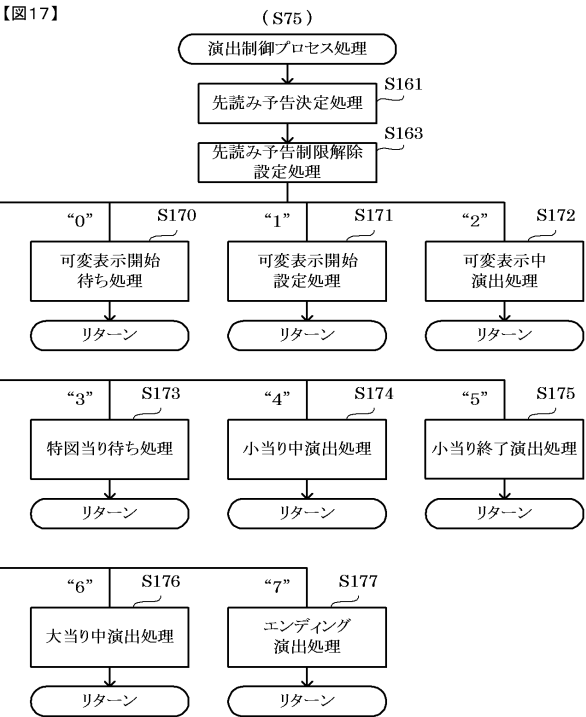 【図17】
(S75)
演出制御プロセス処理
S161
先読み予告決定処理
S163
先読み予告制限解除
設定処理
“0”
S170
可変表示開始
待ち処理
リターン
“1”
S171
可変表示開始
設定処理
リターン
“2”
S172
可変表示中
演出処理
リターン
“3”
S173
特図当り待ち処理
リターン
“4”
S174
小当り中演出処理
リターン
“5”
S175
小当り終了演出処理
リターン
“6”
S176
大当り中演出処理
リターン
“7”
S177
エンディング
演出処理
リターン